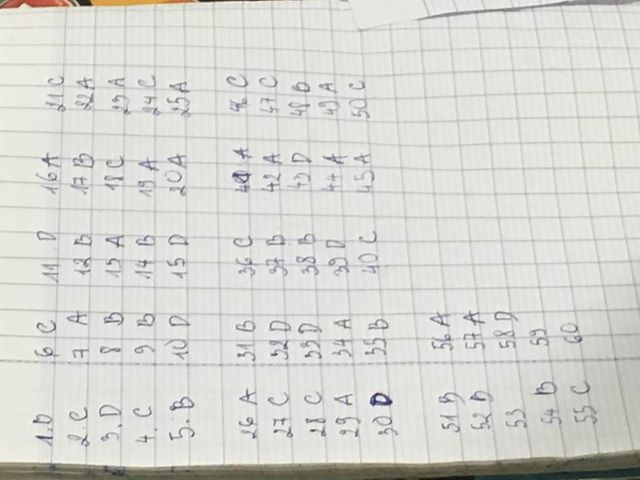 1. D 6 C 11 D 16 A 21 C
2. C 7 A 12 B 17 B 22 A
3. D 8 B 13 A 18 C 23 A
4. C 9 B 14 B 19 A 24 C
5. B 10 D 15 D 20 A 25 A
26 A 31 B 36 C 41 A 46 C
27 C 32 D 37 B 42 A 47 C
28 C 33 D 38 B 43 D 48 B
29 A 34 A 39 D 44 A 49 A
30 D 35 B 40 C 45 A 50 C
51 B 56 A
52 B 57 A
53 58 D
54 B 59
55 C 60